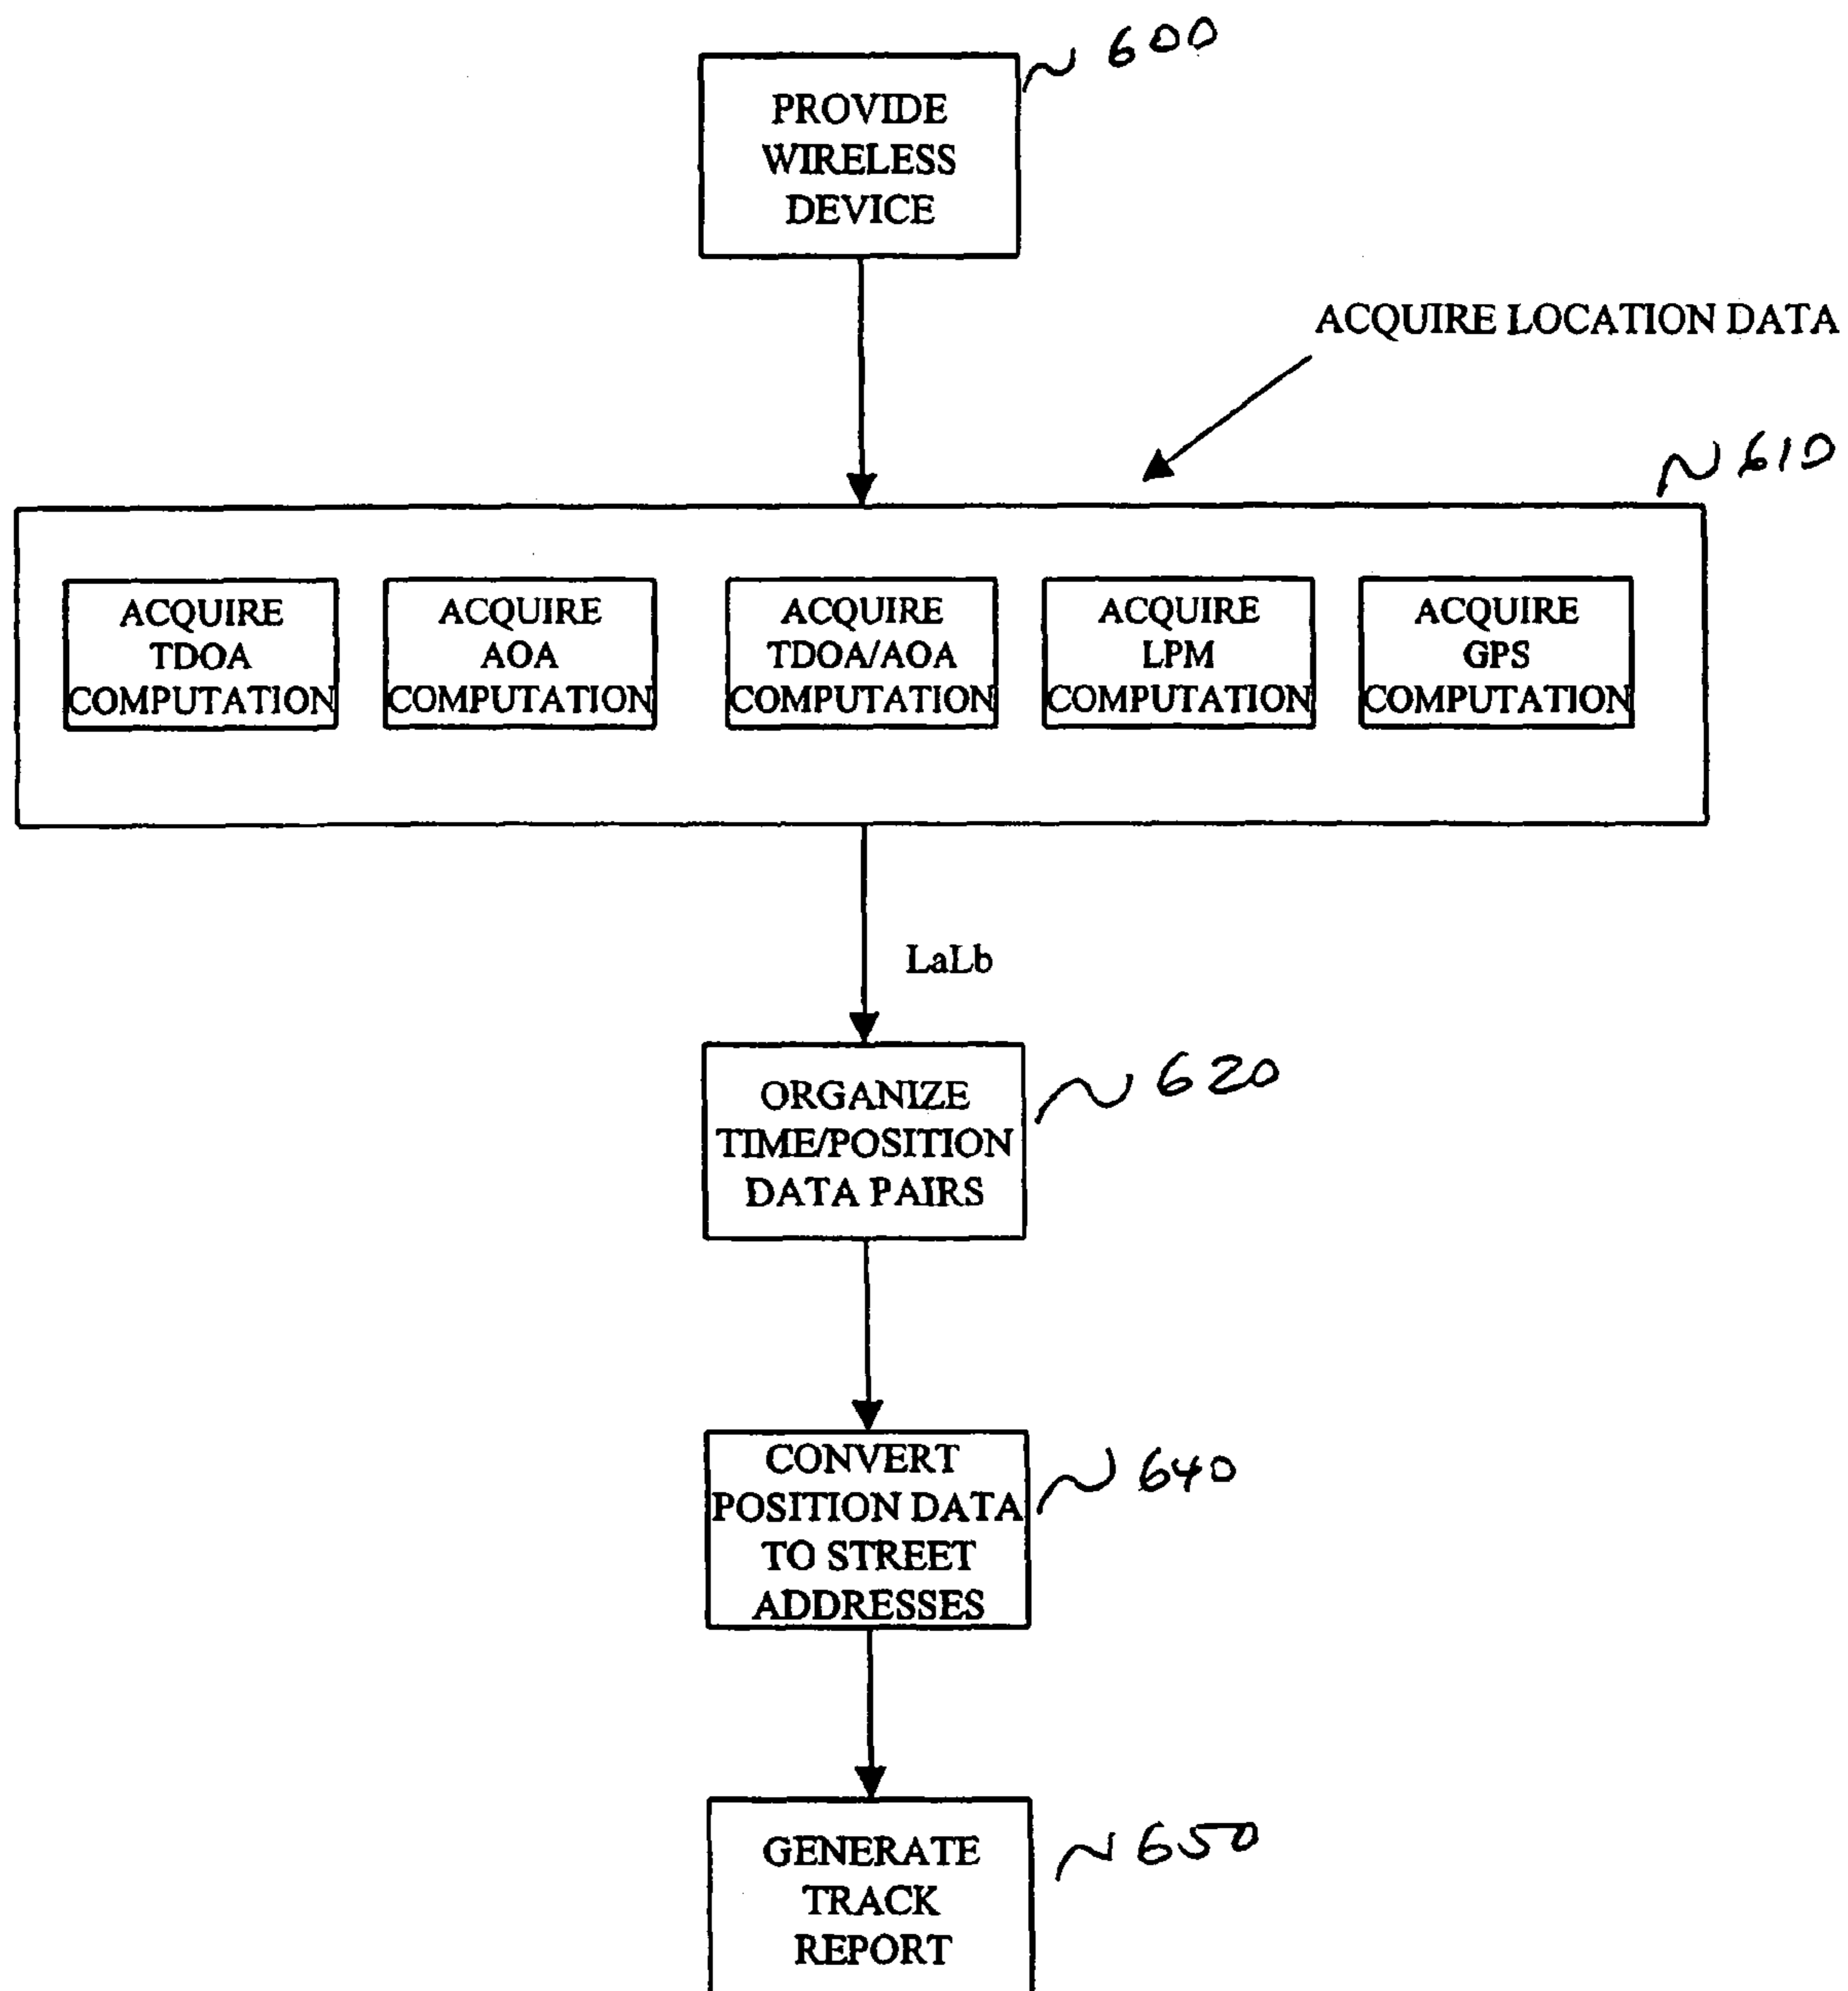 600
PROVIDE
WIRELESS
DEVICE
ACQUIRE LOCATION DATA
610
ACQUIRE
TDOA
COMPUTATION
ACQUIRE
AOA
COMPUTATION
ACQUIRE
TDOA/AOA
COMPUTATION
ACQUIRE
LPM
COMPUTATION
ACQUIRE
GPS
COMPUTATION
LaLb
620
ORGANIZE
TIME/POSITION
DATA PAIRS
640
CONVERT
POSITION DATA
TO STREET
ADDRESSES
650
GENERATE
TRACK
REPORT